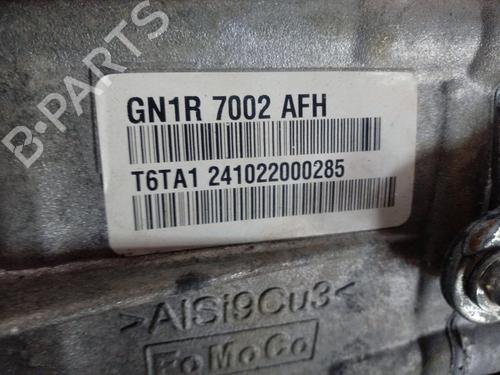 B-PARTS
GN1R 7002 AFH
T6TA1 241022000285
>AlSi9Cu3<
FoMoCo